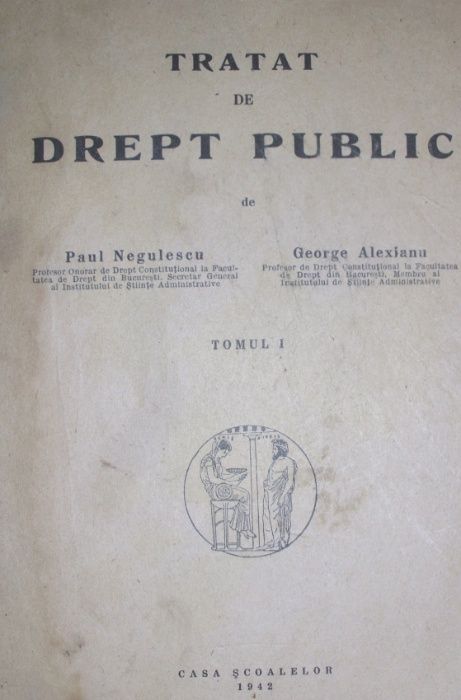 TRATAT
DE
DREPT PUBLIC
de
Paul Negulescu
Profesor Onorar de Drept Constituțional la Facul-
tatea de Drept din București, Secretar General
al Institutului de Științe Administrative
George Alexianu
Profesor de Drept Constituțional la Facultatea
de Drept din București, Membru al
Institutului de Științe Administrative
TOMUL I
CASA ȘCOALELOR
1942